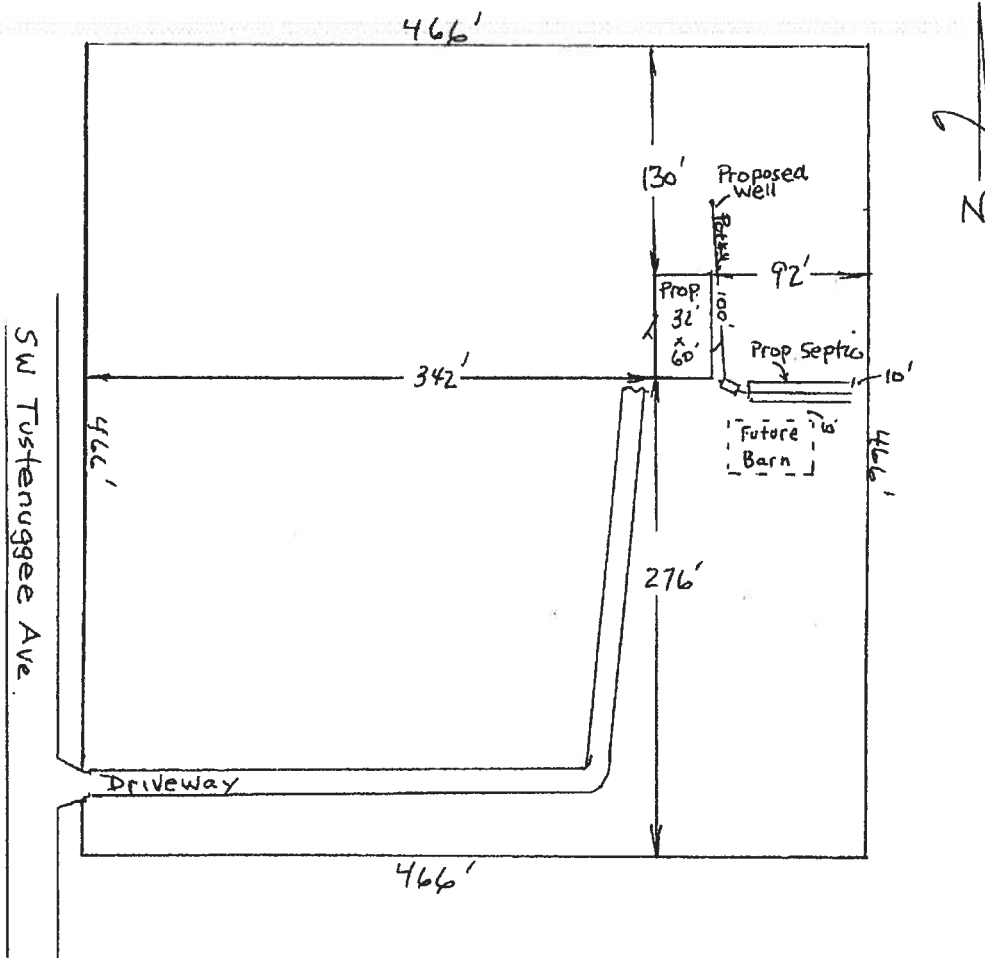 466'
130'
Proposed
Well
92'
Prop.
32'
x
60'
100'
Prop. Septic
10'
342'
466'
Future
Barn
466'
SW Tustenuggee Ave.
276'
Driveway
466'
N